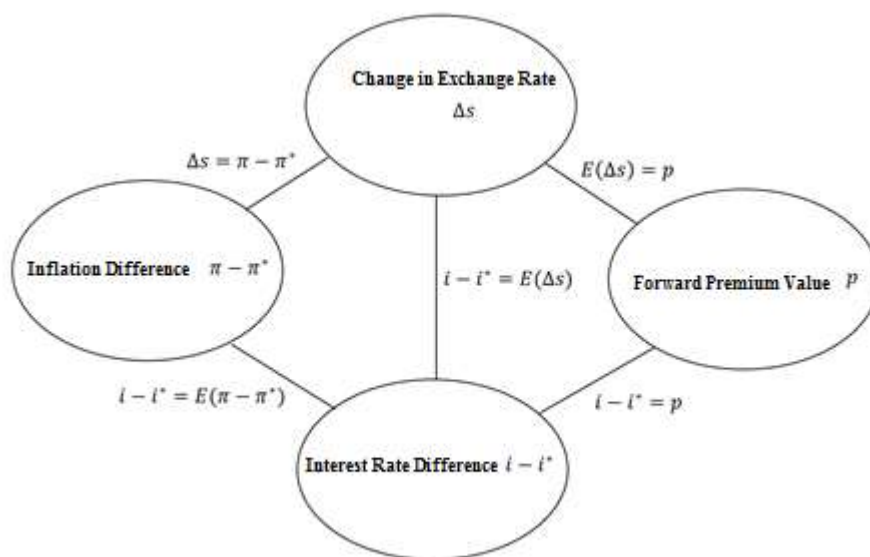 Change in Exchange Rate
Δs
Δs = π − π*
E(Δs) = p
Inflation Difference π − π*
i − i* = E(Δs)
Forward Premium Value p
i − i* = E(π − π*)
i − i* = p
Interest Rate Difference i − i*